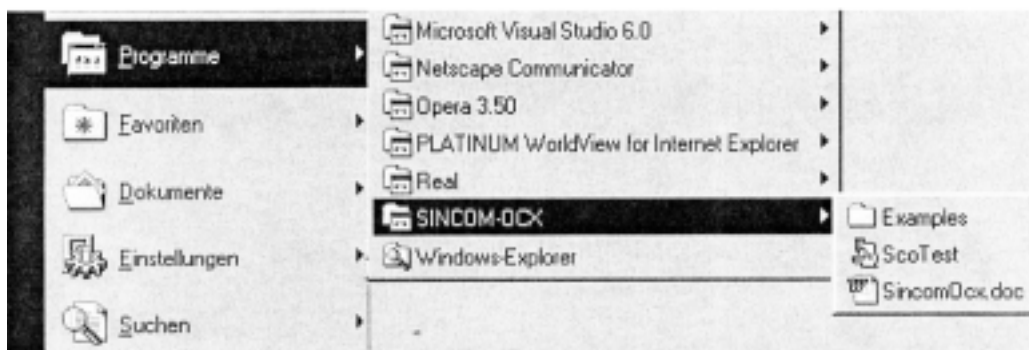 Programme
Favoriten
Dokumente
Einstellungen
Suchen
Microsoft Visual Studio 6.0
Netscape Communicator
Opera 3.50
PLATINUM WorldView for Internet Explorer
Real
SINCOM-OCX
Windows-Explorer
Examples
ScoTest
SincomOcx.doc